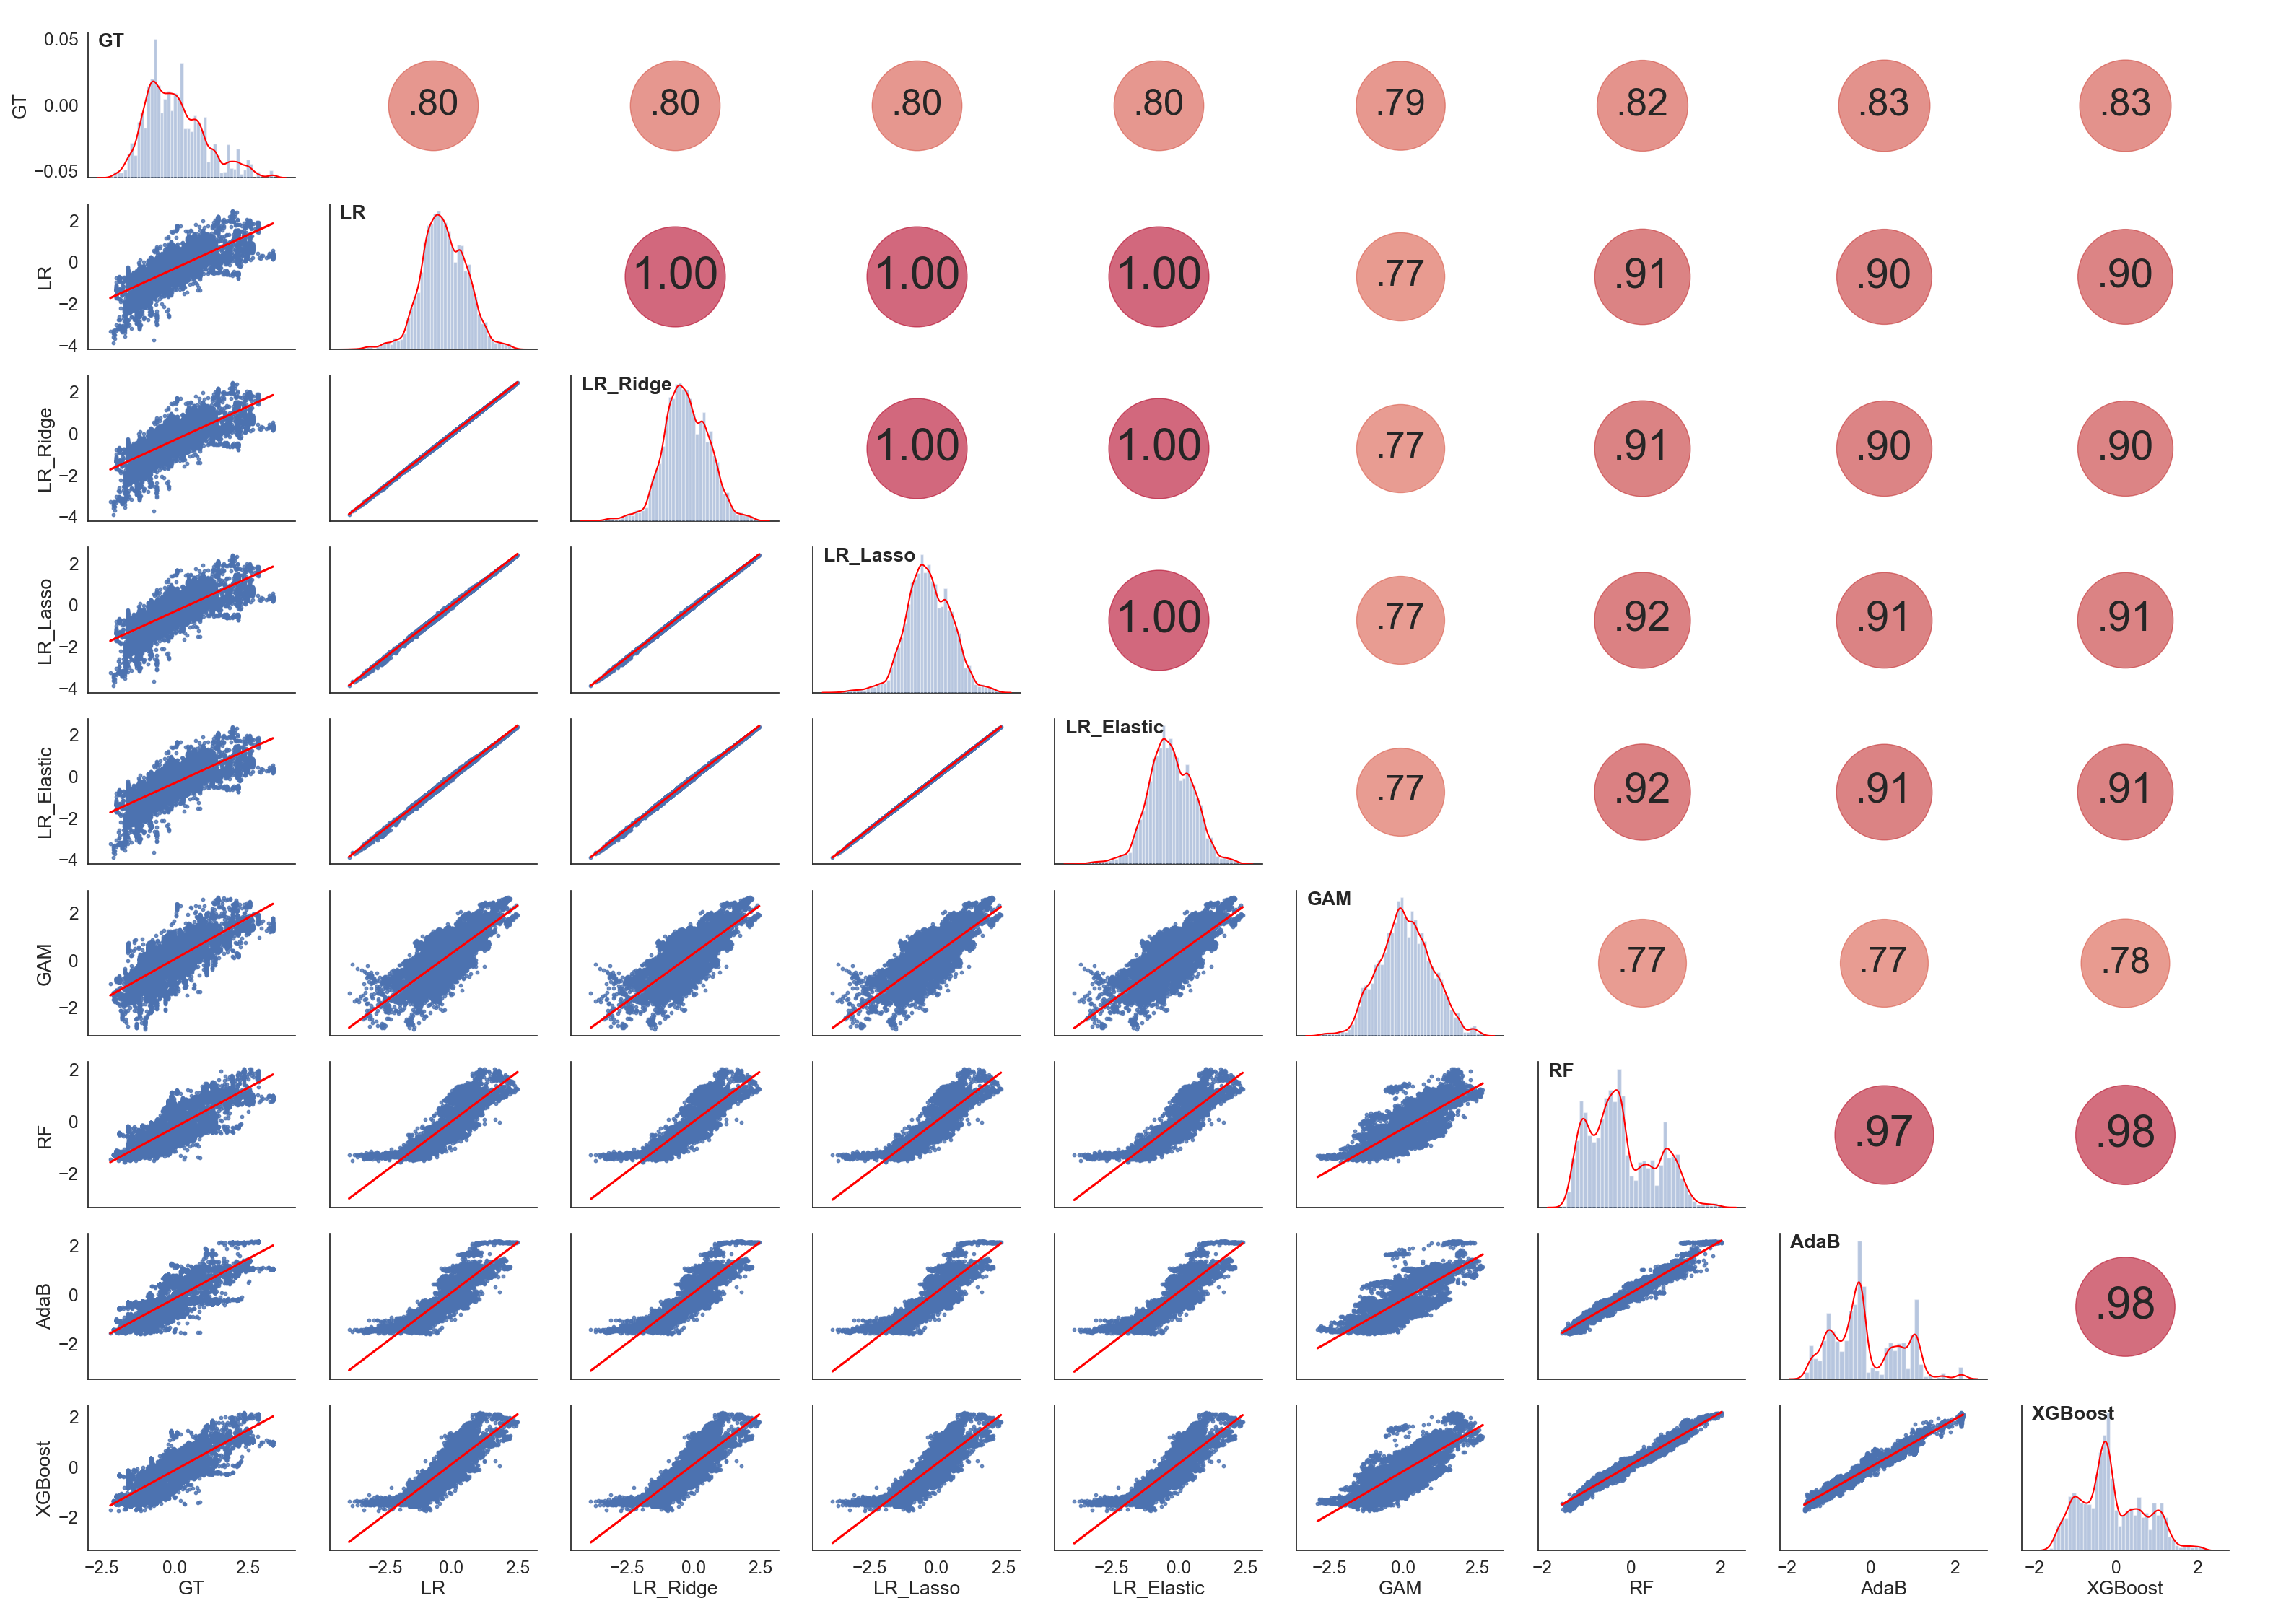 0.05
GT
0.00
−0.05
GT
.80
.80
.80
.80
.79
.82
.83
.83
LR
2
0
−2
−4
LR
1.00
1.00
1.00
.77
.91
.90
.90
LR_Ridge
2
0
−2
−4
LR_Ridge
1.00
1.00
.77
.91
.90
.90
LR_Lasso
2
0
−2
−4
LR_Lasso
1.00
.77
.92
.91
.91
LR_Elastic
2
0
−2
−4
LR_Elastic
.77
.92
.91
.91
GAM
2
0
−2
GAM
.77
.77
.78
RF
2
0
−2
RF
.97
.98
AdaB
2
0
−2
AdaB
.98
XGBoost
2
0
−2
XGBoost
−2.5 0.0 2.5
GT
−2.5 0.0 2.5
LR
−2.5 0.0 2.5
LR_Ridge
−2.5 0.0 2.5
LR_Lasso
−2.5 0.0 2.5
LR_Elastic
−2.5 0.0 2.5
GAM
−2 0 2
RF
−2 0 2
AdaB
−2 0 2
XGBoost